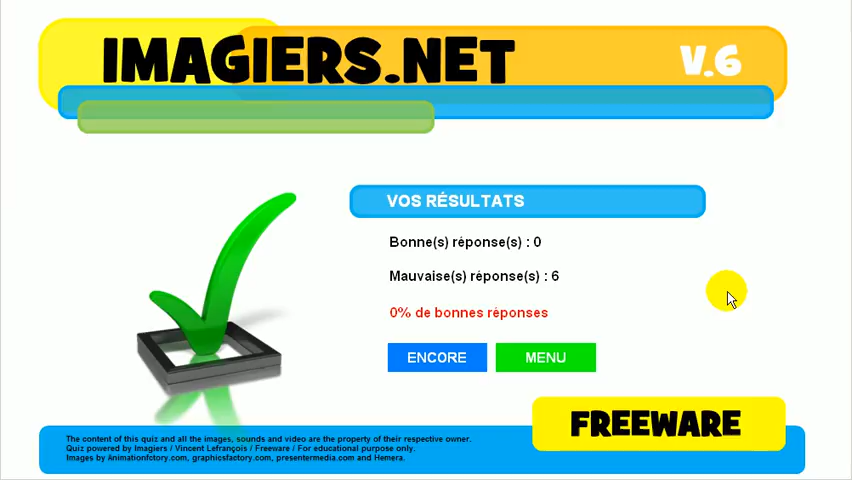 IMAGIERS.NET
V.6
VOS RÉSULTATS
Bonne(s) réponse(s) : 0
Mauvaise(s) réponse(s) : 6
0% de bonnes réponses
ENCORE
MENU
FREEWARE
The content of this quiz and all the images, sounds and video are the property of their respective owner.
Quiz powered by Imagiers / Vincent Lefrançois / Freeware / For educational purpose only.
Images by Animationfctory.com, graphicsfactory.com, presentermedia.com and Hemera.